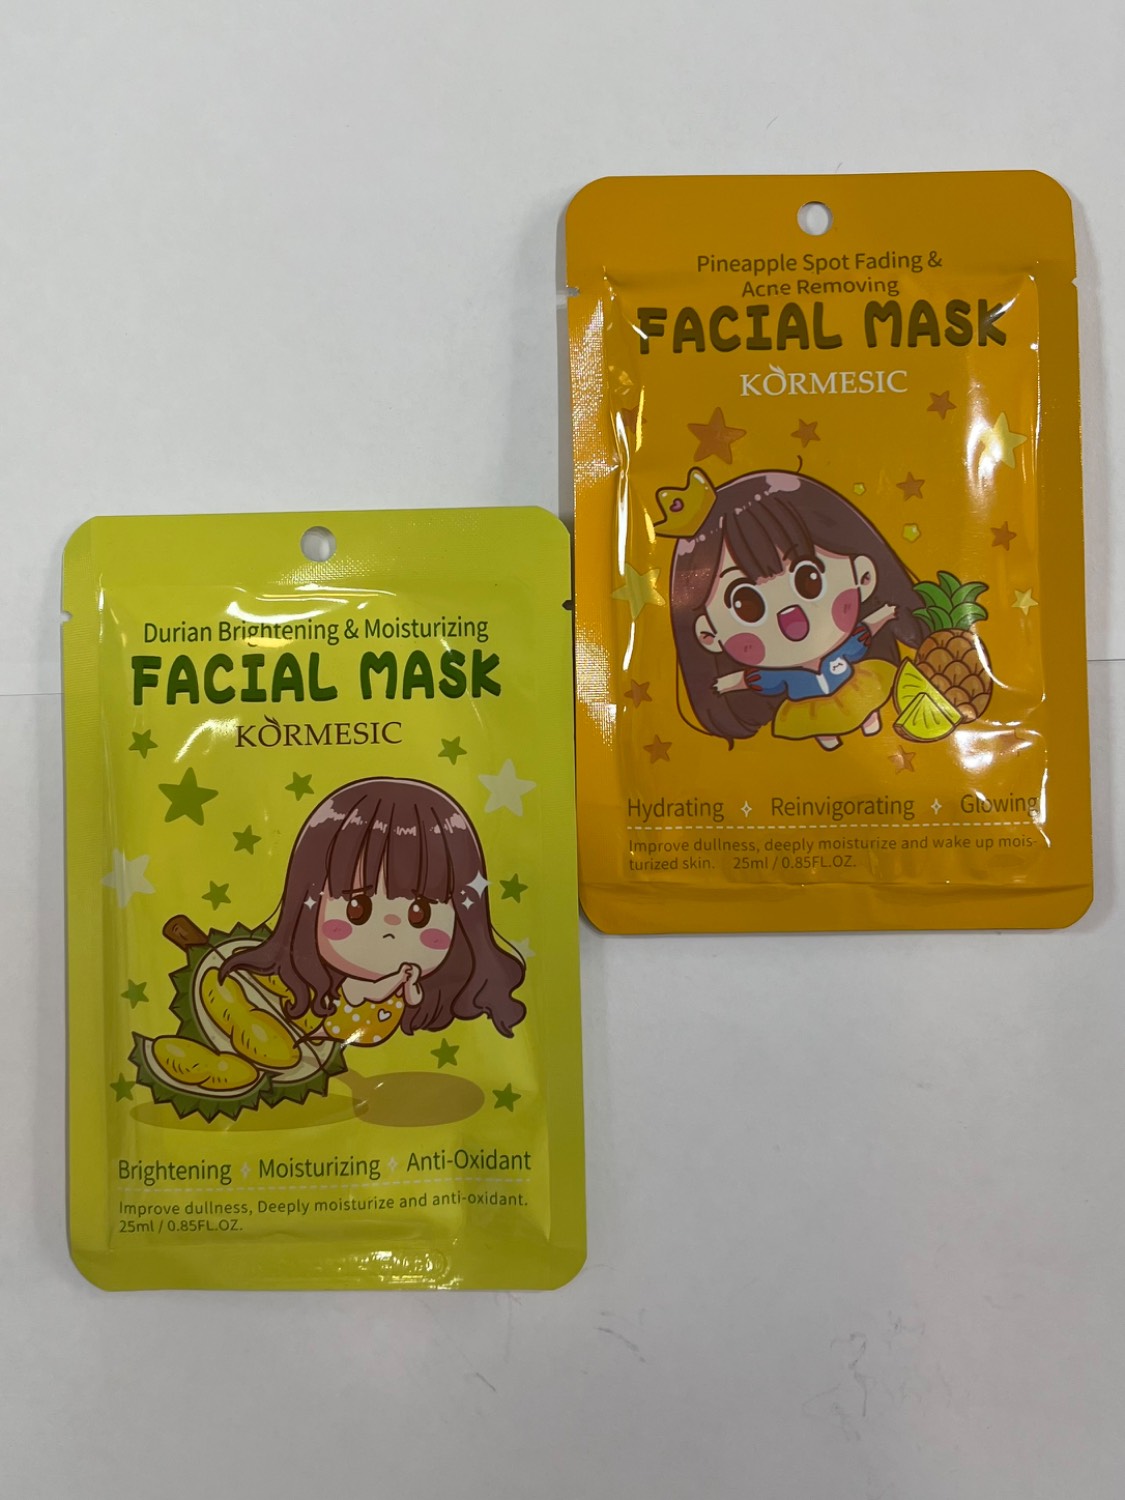 Pineapple Spot Fading &
Acne Removing
FACIAL MASK
KORMESIC
Hydrating Reinvigorating Glowing
Improve dullness, deeply moisturize and wake up mois-
turized skin. 25ml / 0.85FL.OZ.
Durian Brightening & Moisturizing
FACIAL MASK
KORMESIC
Brightening Moisturizing Anti-Oxidant
Improve dullness, Deeply moisturize and anti-oxidant.
25ml / 0.85FL.OZ.